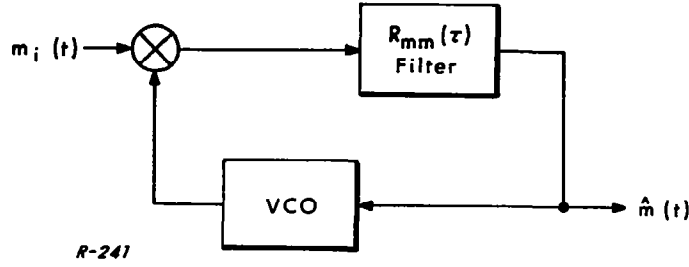 m_i (t)
R_mm (τ)
Filter
VCO
m̂ (t)
R-241